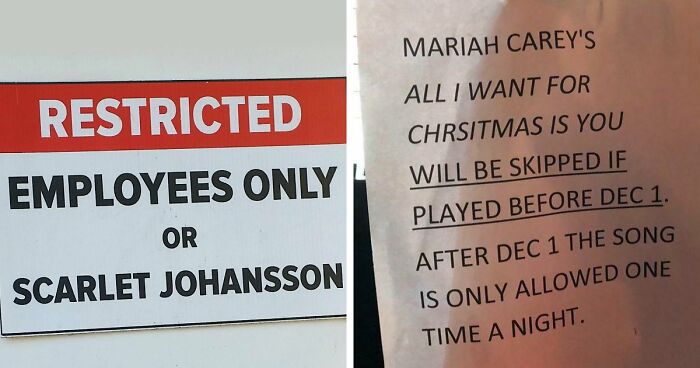 RESTRICTED
EMPLOYEES ONLY
OR
SCARLET JOHANSSON
MARIAH CAREY'S
ALL I WANT FOR
CHRSITMAS IS YOU
WILL BE SKIPPED IF
PLAYED BEFORE DEC 1.
AFTER DEC 1 THE SONG
IS ONLY ALLOWED ONE
TIME A NIGHT.